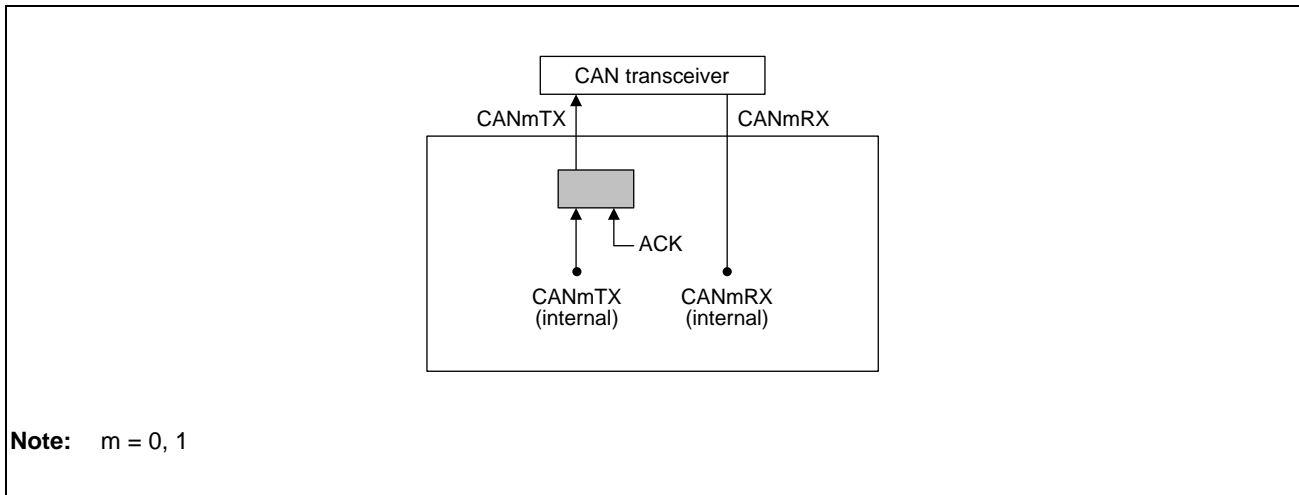 CAN transceiver
CANmTX
CANmRX
ACK
CANmTX
(internal)
CANmRX
(internal)
Note: m = 0, 1